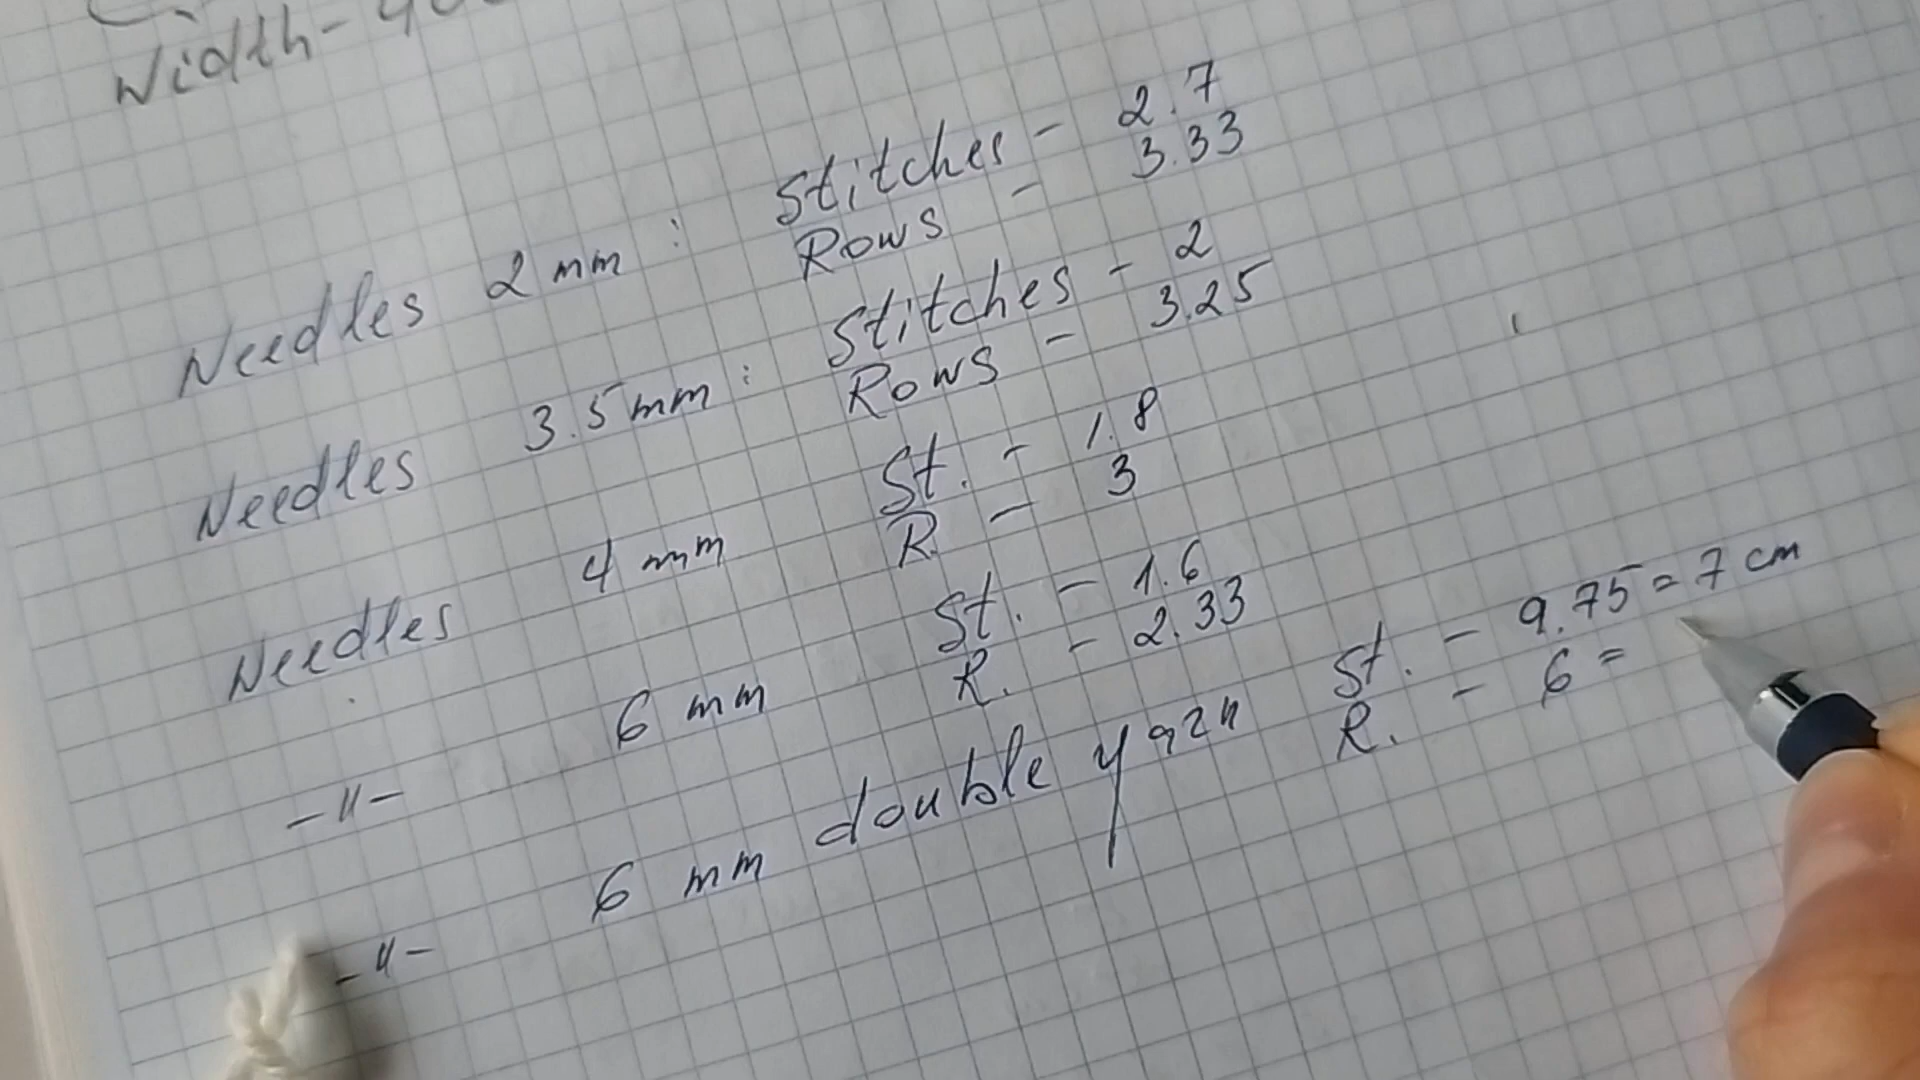 Width - 40
Needles 2 mm : Stitches - 2.7
Rows - 3.33
Needles 3.5 mm : Stitches - 2
Rows - 3.25
Needles 4 mm St. - 1.8
R. - 3
-"- 6 mm St. - 1.6
R. - 2.33
-"- 6 mm double yarn St. - 9.75 = 7 cm
R. - 6 =